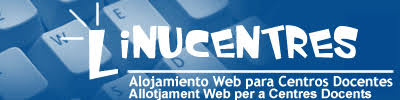 LINUCENTRES
Alojamiento Web para Centros Docentes
Allotjament Web per a Centres Docents